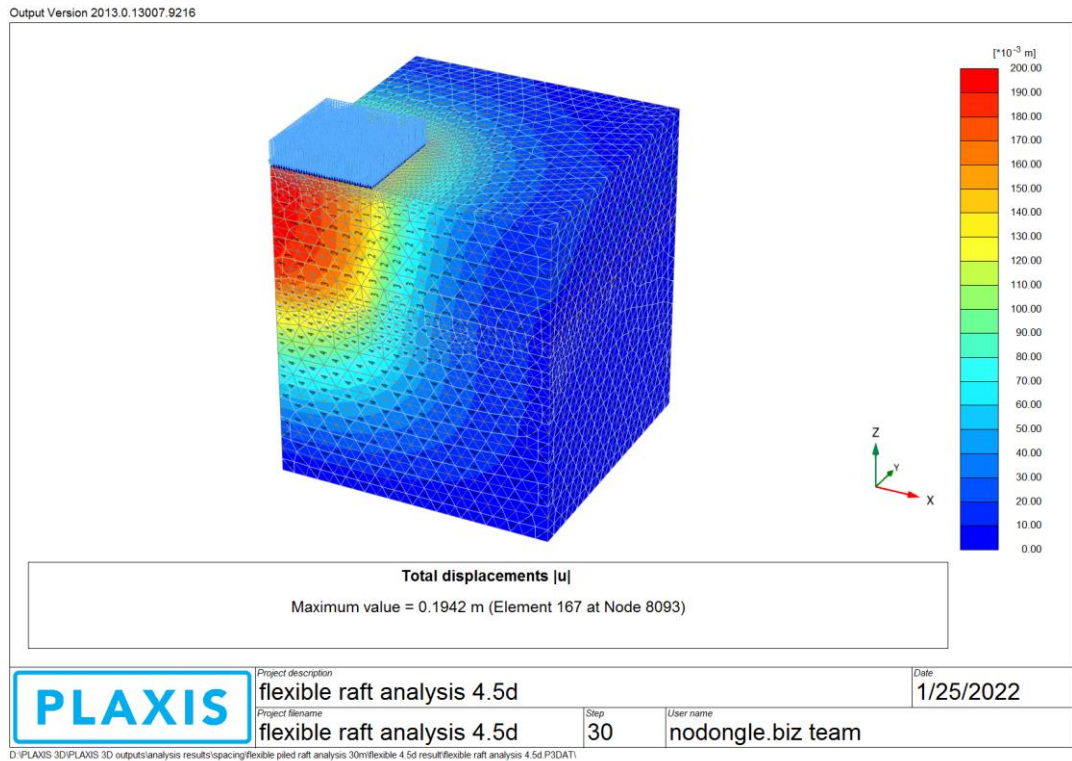 Output Version 2013.0.13007.9216
[*10-3 m]
200.00
190.00
180.00
170.00
160.00
150.00
140.00
130.00
120.00
110.00
100.00
90.00
80.00
70.00
60.00
50.00
40.00
30.00
20.00
10.00
0.00
Z
Y
X
Total displacements |u|
Maximum value = 0.1942 m (Element 167 at Node 8093)
PLAXIS
Project description
flexible raft analysis 4.5d
Date
1/25/2022
Project filename
flexible raft analysis 4.5d
Step
30
User name
nodongle.biz team
D:\PLAXIS 3D\PLAXIS 3D outputs\analysis results\spacing\flexible piled raft analysis 30m\flexible 4.5d result\flexible raft analysis 4.5d.P3DAT\